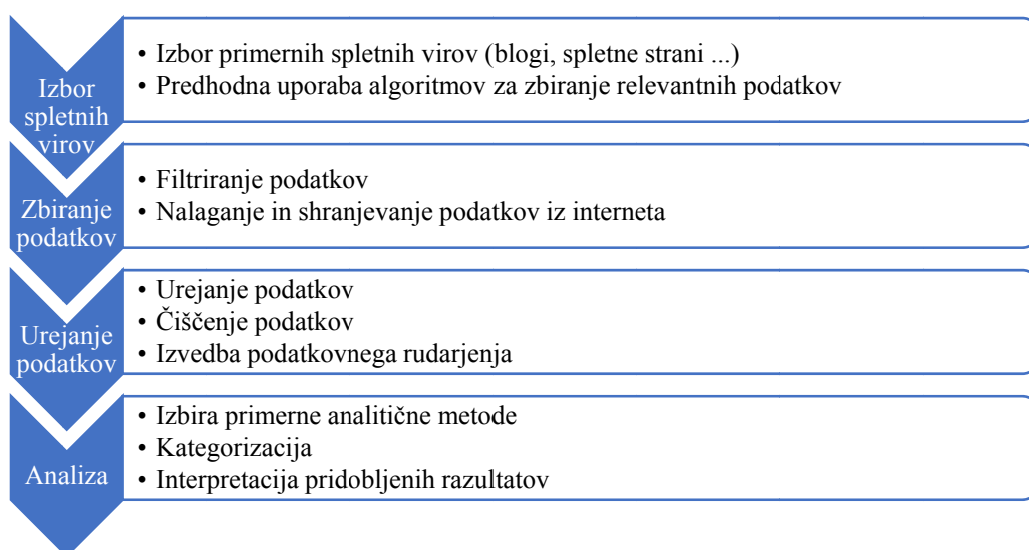 Izbor
spletnih
virov
• Izbor primernih spletnih virov (blogi, spletne strani ...)
• Predhodna uporaba algoritmov za zbiranje relevantnih podatkov
Zbiranje
podatkov
• Filtriranje podatkov
• Nalaganje in shranjevanje podatkov iz interneta
Urejanje
podatkov
• Urejanje podatkov
• Čiščenje podatkov
• Izvedba podatkovnega rudarjenja
Analiza
• Izbira primerne analitične metode
• Kategorizacija
• Interpretacija pridobljenih razultatov